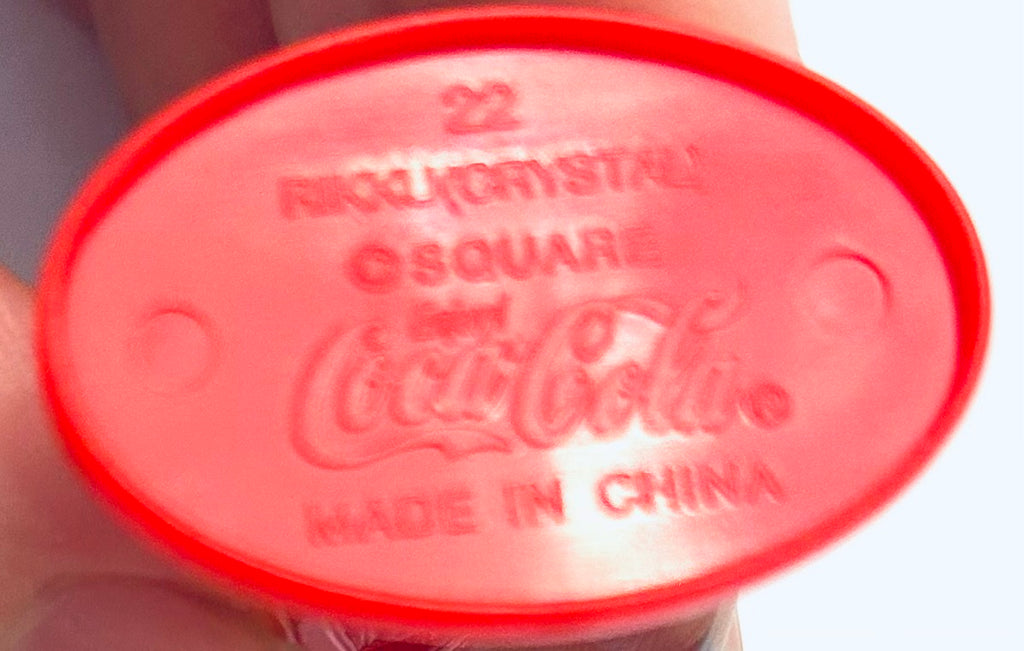 22
RIKKU(CRYSTAL)
©SQUARE
Coca-Cola®
MADE IN CHINA